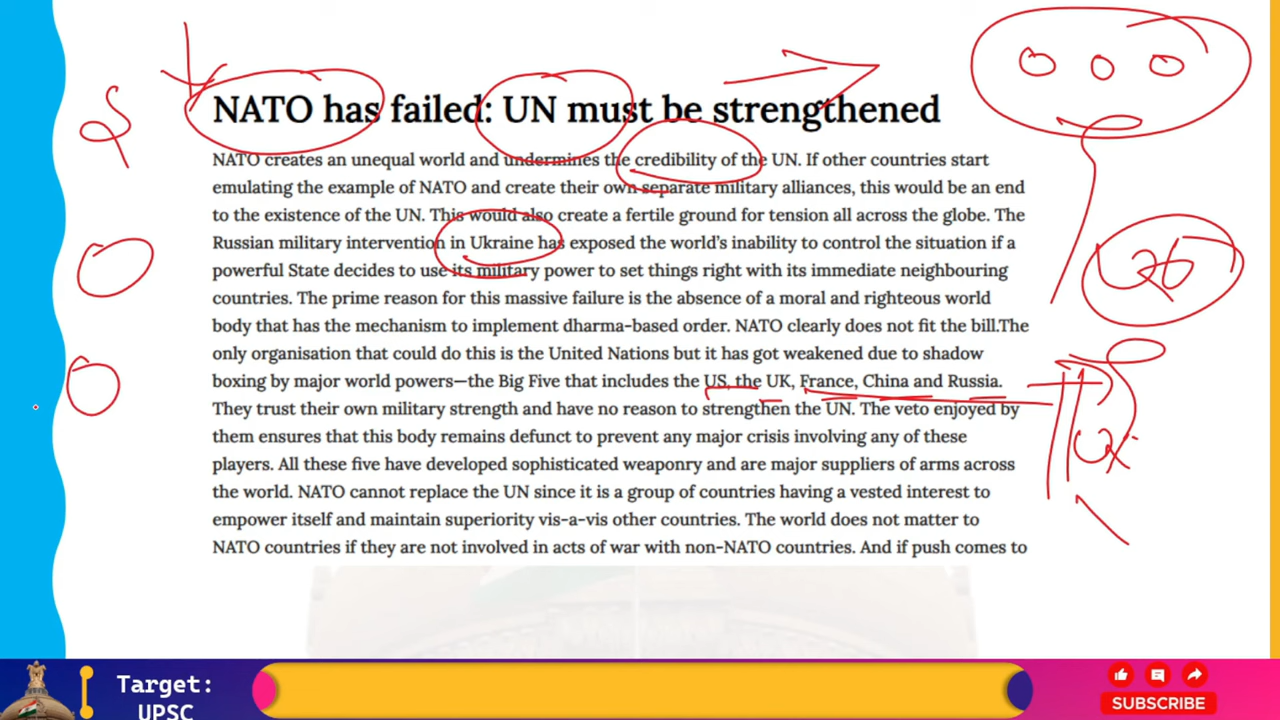 NATO has failed: UN must be strengthened
NATO creates an unequal world and undermines the credibility of the UN. If other countries start
emulating the example of NATO and create their own separate military alliances, this would be an end
to the existence of the UN. This would also create a fertile ground for tension all across the globe. The
Russian military intervention in Ukraine has exposed the world's inability to control the situation if a
powerful State decides to use its military power to set things right with its immediate neighbouring
countries. The prime reason for this massive failure is the absence of a moral and righteous world
body that has the mechanism to implement dharma-based order. NATO clearly does not fit the bill.The
only organisation that could do this is the United Nations but it has got weakened due to shadow
boxing by major world powers—the Big Five that includes the US, the UK, France, China and Russia.
They trust their own military strength and have no reason to strengthen the UN. The veto enjoyed by
them ensures that this body remains defunct to prevent any major crisis involving any of these
players. All these five have developed sophisticated weaponry and are major suppliers of arms across
the world. NATO cannot replace the UN since it is a group of countries having a vested interest to
empower itself and maintain superiority vis-a-vis other countries. The world does not matter to
NATO countries if they are not involved in acts of war with non-NATO countries. And if push comes to
Target:
UPSC
SUBSCRIBE